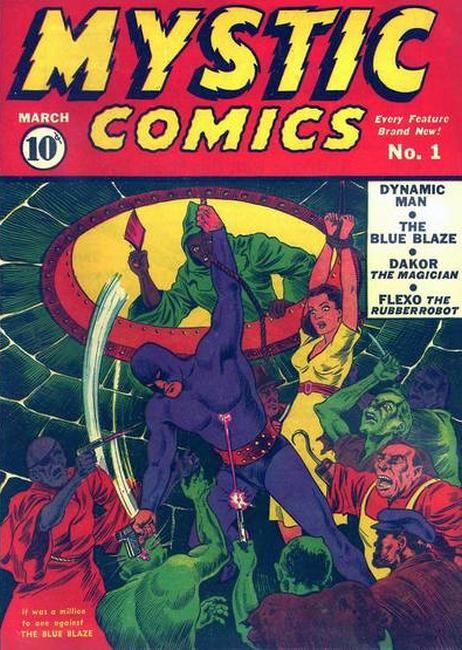 MYSTIC
COMICS
MARCH
10¢
Every Feature
Brand New!
No. 1
DYNAMIC
MAN
•
THE
BLUE BLAZE
•
DAKOR
THE MAGICIAN
•
FLEXO THE
RUBBERROBOT
it was a million
to one against
THE BLUE BLAZE